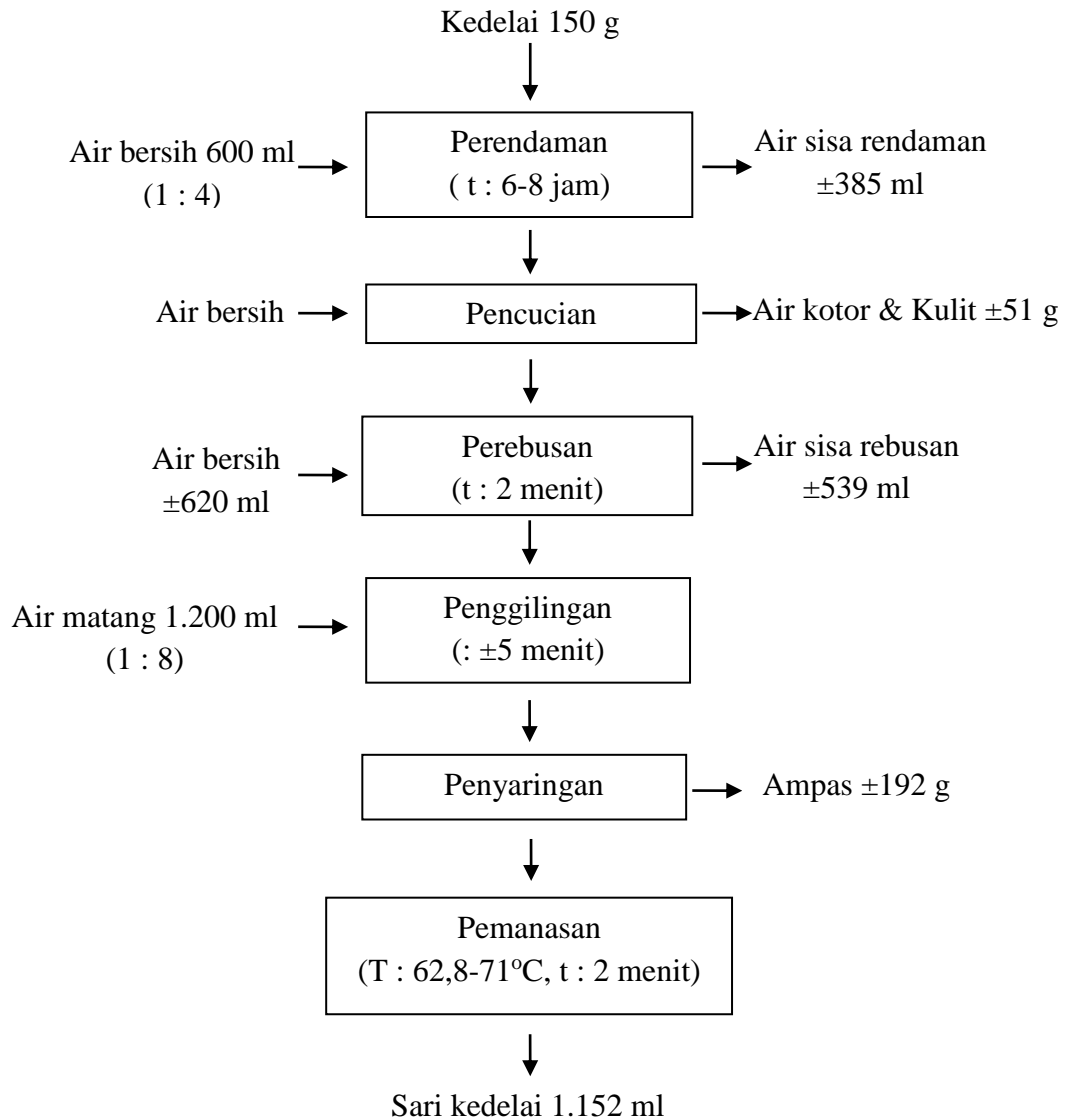 Kedelai 150 g
Air bersih 600 ml
(1 : 4)
Perendaman
( t : 6-8 jam)
Air sisa rendaman
±385 ml
Air bersih
Pencucian
Air kotor & Kulit ±51 g
Air bersih
±620 ml
Perebusan
(t : 2 menit)
Air sisa rebusan
±539 ml
Air matang 1.200 ml
(1 : 8)
Penggilingan
(: ±5 menit)
Penyaringan
Ampas ±192 g
Pemanasan
(T : 62,8-71°C, t : 2 menit)
Sari kedelai 1.152 ml